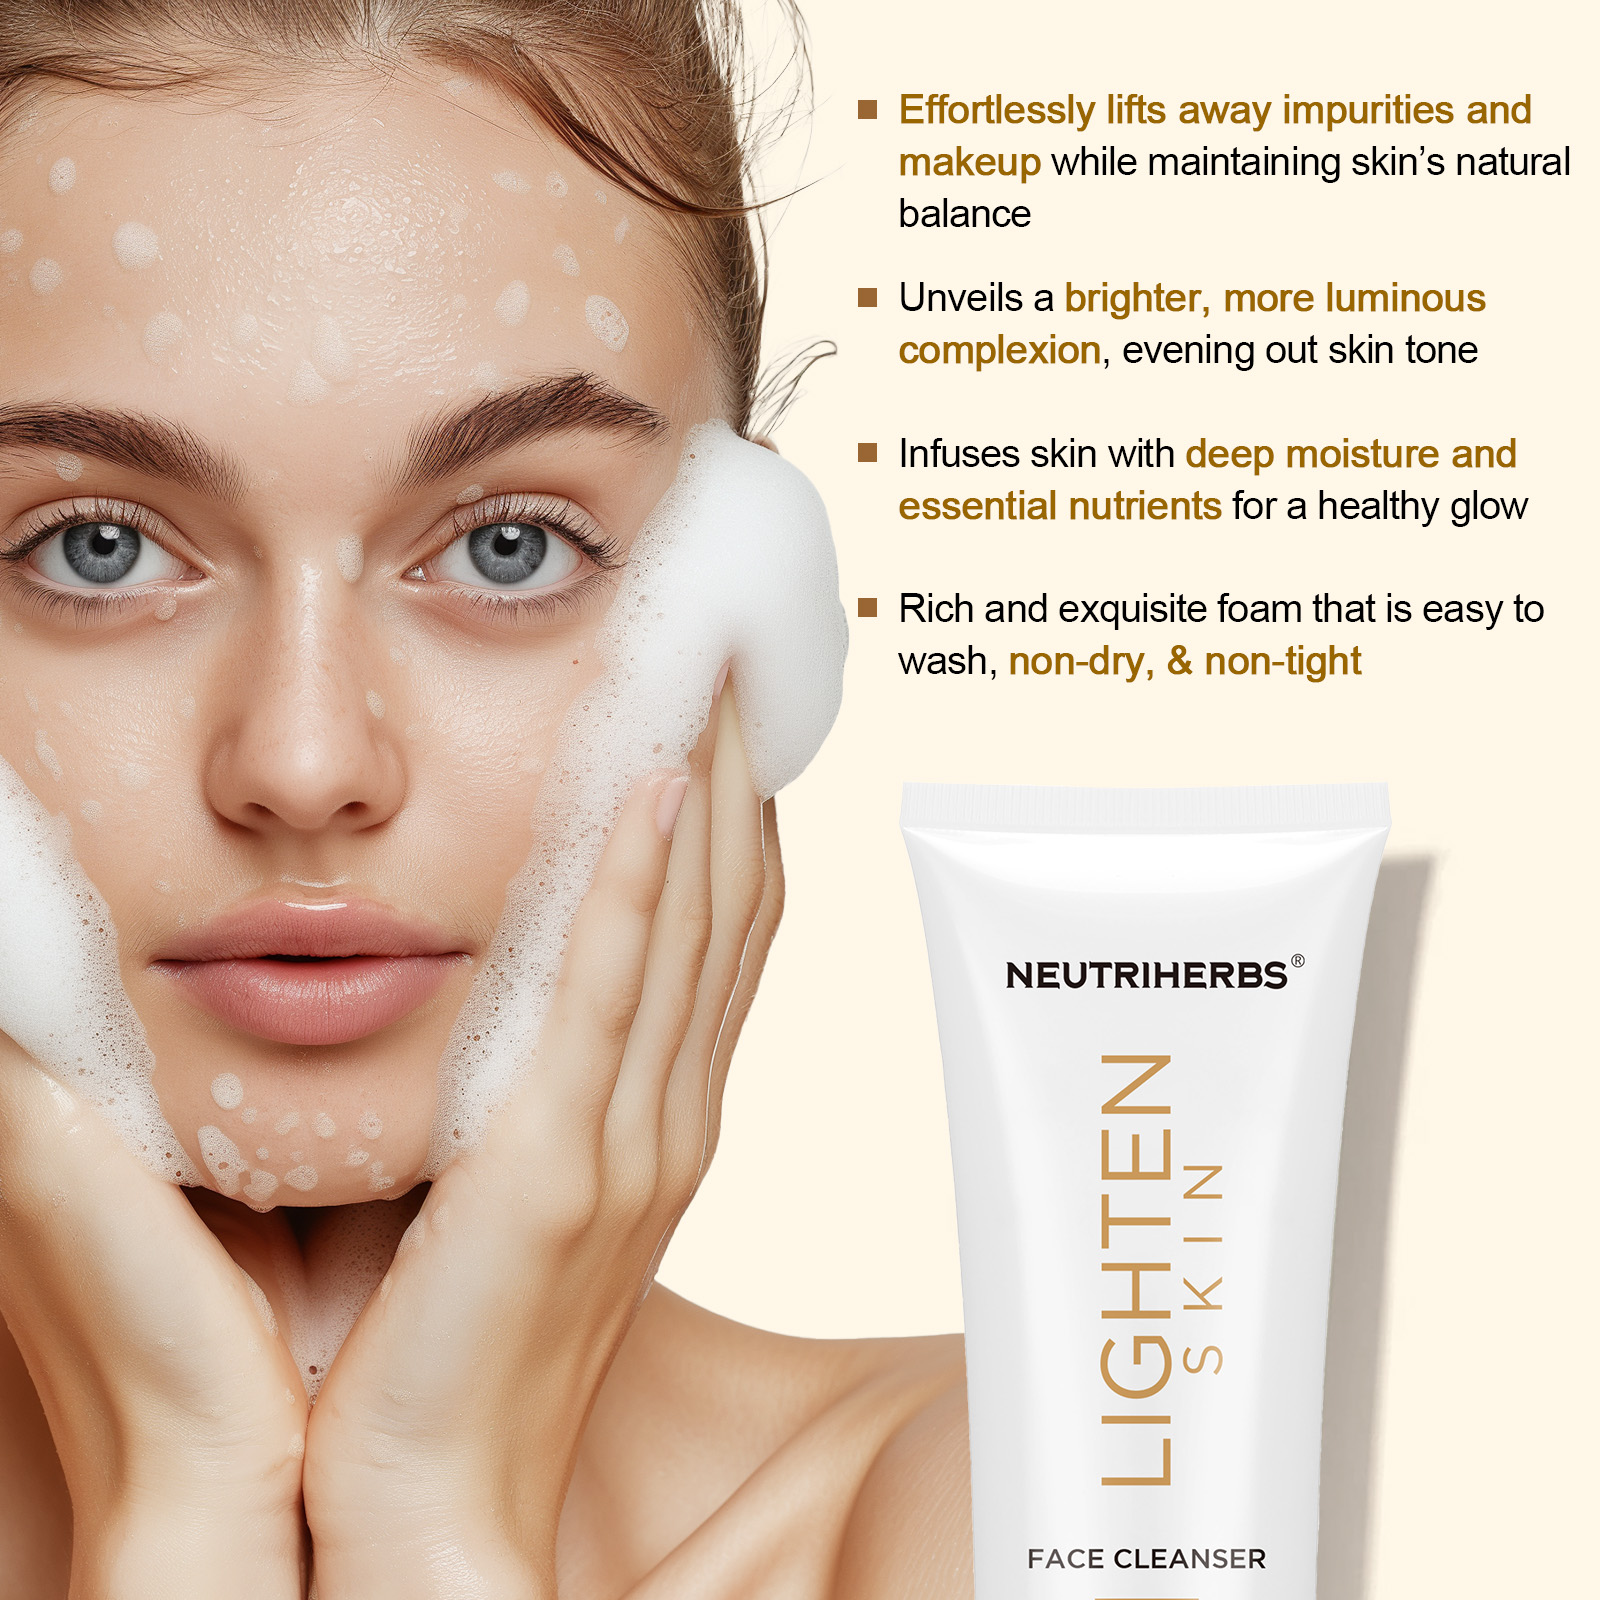 Effortlessly lifts away impurities and
makeup while maintaining skin’s natural
balance
Unveils a brighter, more luminous
complexion, evening out skin tone
Infuses skin with deep moisture and
essential nutrients for a healthy glow
Rich and exquisite foam that is easy to
wash, non-dry, & non-tight
NEUTRIHERBS®
LIGHTEN
SKIN
FACE CLEANSER